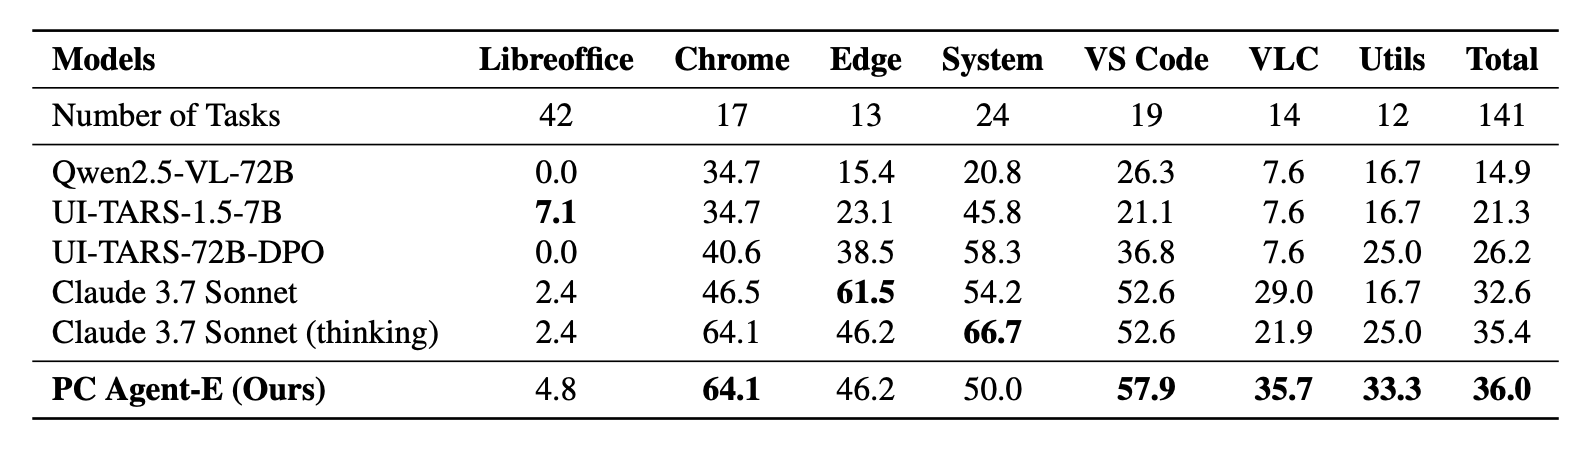 Models Libreoffice Chrome Edge System VS Code VLC Utils Total
Number of Tasks 42 17 13 24 19 14 12 141
Qwen2.5-VL-72B 0.0 34.7 15.4 20.8 26.3 7.6 16.7 14.9
UI-TARS-1.5-7B 7.1 34.7 23.1 45.8 21.1 7.6 16.7 21.3
UI-TARS-72B-DPO 0.0 40.6 38.5 58.3 36.8 7.6 25.0 26.2
Claude 3.7 Sonnet 2.4 46.5 61.5 54.2 52.6 29.0 16.7 32.6
Claude 3.7 Sonnet (thinking) 2.4 64.1 46.2 66.7 52.6 21.9 25.0 35.4
PC Agent-E (Ours) 4.8 64.1 46.2 50.0 57.9 35.7 33.3 36.0